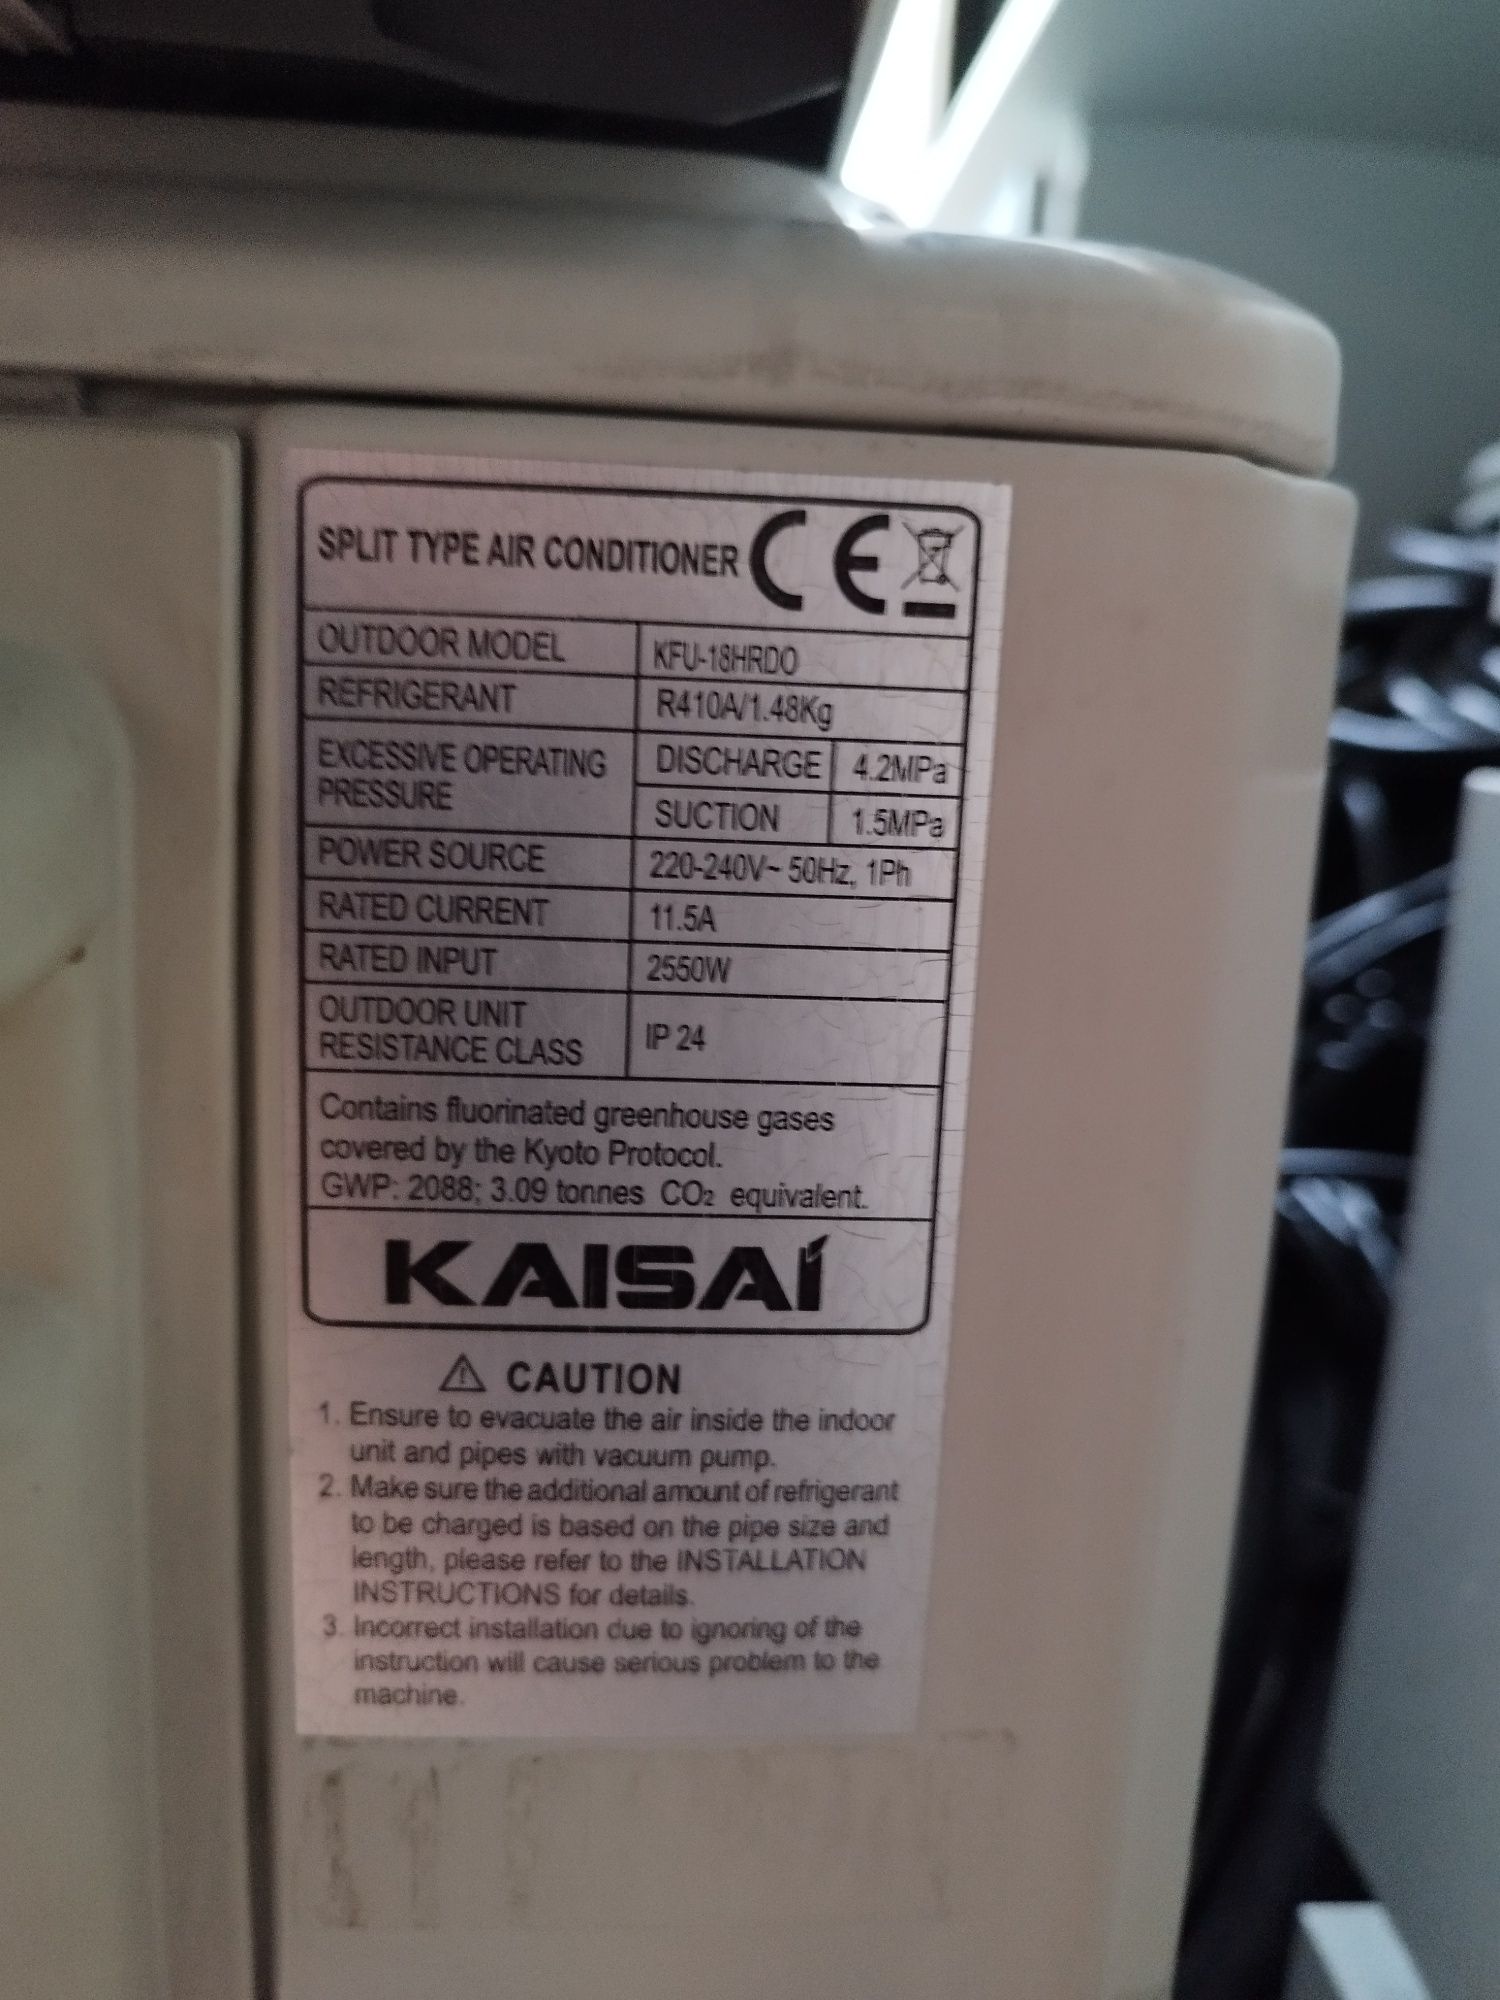 SPLIT TYPE AIR CONDITIONER CE
OUTDOOR MODEL KFU-18HRDO
REFRIGERANT R410A/1.48Kg
EXCESSIVE OPERATING PRESSURE DISCHARGE 4.2MPa
SUCTION 1.5MPa
POWER SOURCE 220-240V~ 50Hz, 1Ph
RATED CURRENT 11.5A
RATED INPUT 2550W
OUTDOOR UNIT RESISTANCE CLASS IP 24
Contains fluorinated greenhouse gases
covered by the Kyoto Protocol.
GWP: 2088; 3.09 tonnes CO₂ equivalent.
KAISAI
⚠ CAUTION
1. Ensure to evacuate the air inside the indoor
unit and pipes with vacuum pump.
2. Make sure the additional amount of refrigerant
to be charged is based on the pipe size and
length, please refer to the INSTALLATION
INSTRUCTIONS for details.
3. Incorrect installation due to ignoring of the
instruction will cause serious problem to the
machine.